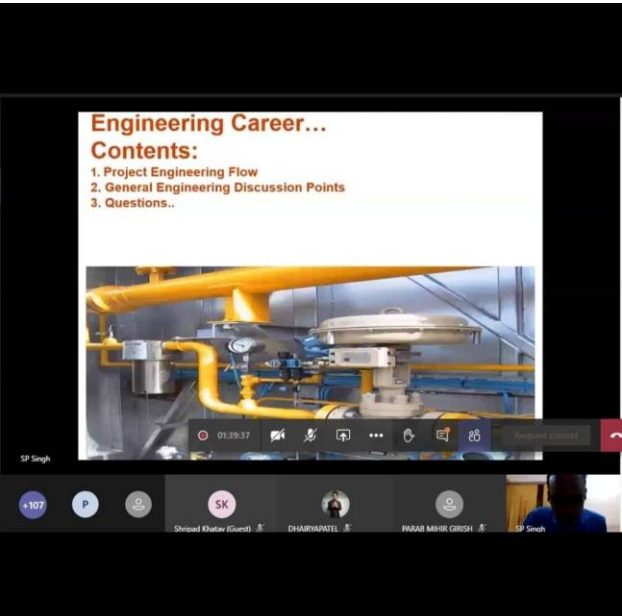 Engineering Career...
Contents:
1. Project Engineering Flow
2. General Engineering Discussion Points
3. Questions..
01:39:37
Request control
SP Singh
+107
P
SK
Shripad Khatav (Guest)
DHAIRYAPATEL
PARAB MIHIR GIRISH
SP Singh